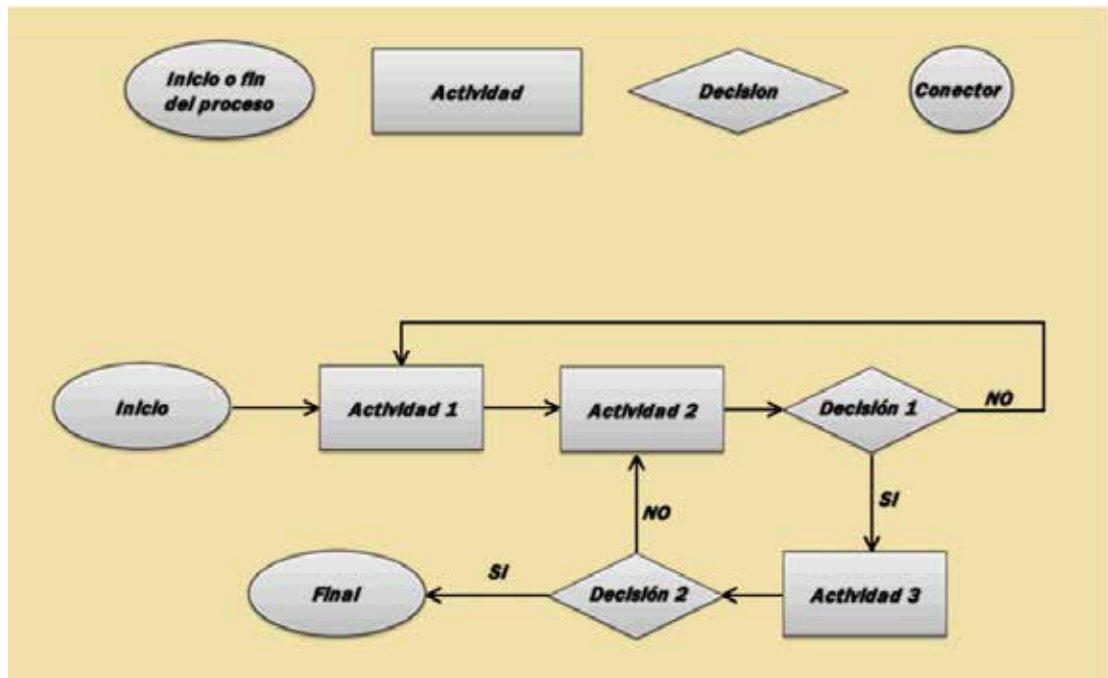 Inicio o fin
del proceso
Actividad
Decision
Conector
Inicio
Actividad 1
Actividad 2
Decisión 1
NO
SI
NO
Final
SI
Decisión 2
Actividad 3